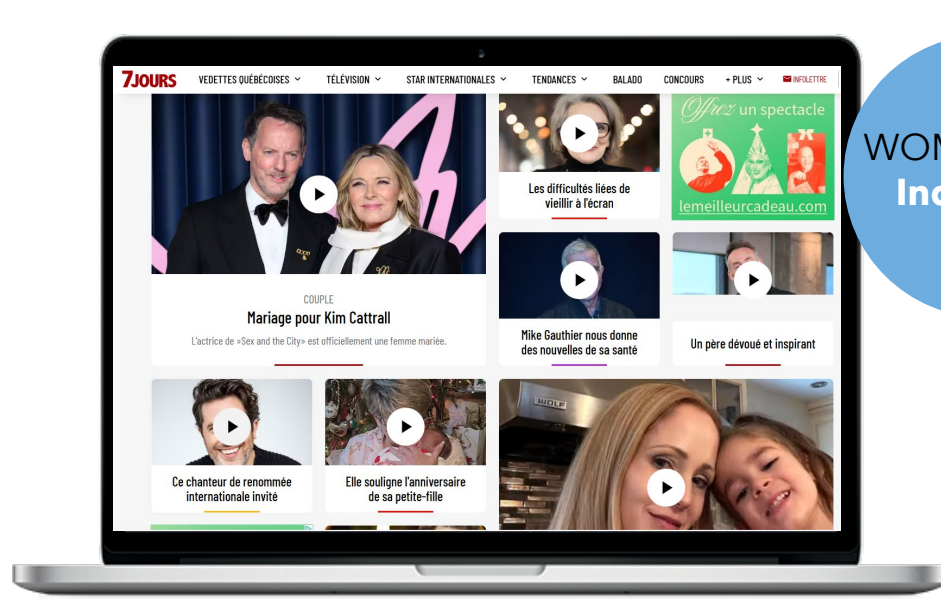 7JOURS
VEDETTES QUÉBÉCOISES
TÉLÉVISION
STAR INTERNATIONALES
TENDANCES
BALADO
CONCOURS
+ PLUS
INFOLETTRE
COUPLE
Mariage pour Kim Cattrall
L'actrice de »Sex and the City» est officiellement une femme mariée.
Les difficultés liées de
vieillir à l'écran
Offrez un spectacle
lemeilleurcadeau.com
Mike Gauthier nous donne
des nouvelles de sa santé
Un père dévoué et inspirant
Ce chanteur de renommée
internationale invité
Elle souligne l'anniversaire
de sa petite-fille
WOLF